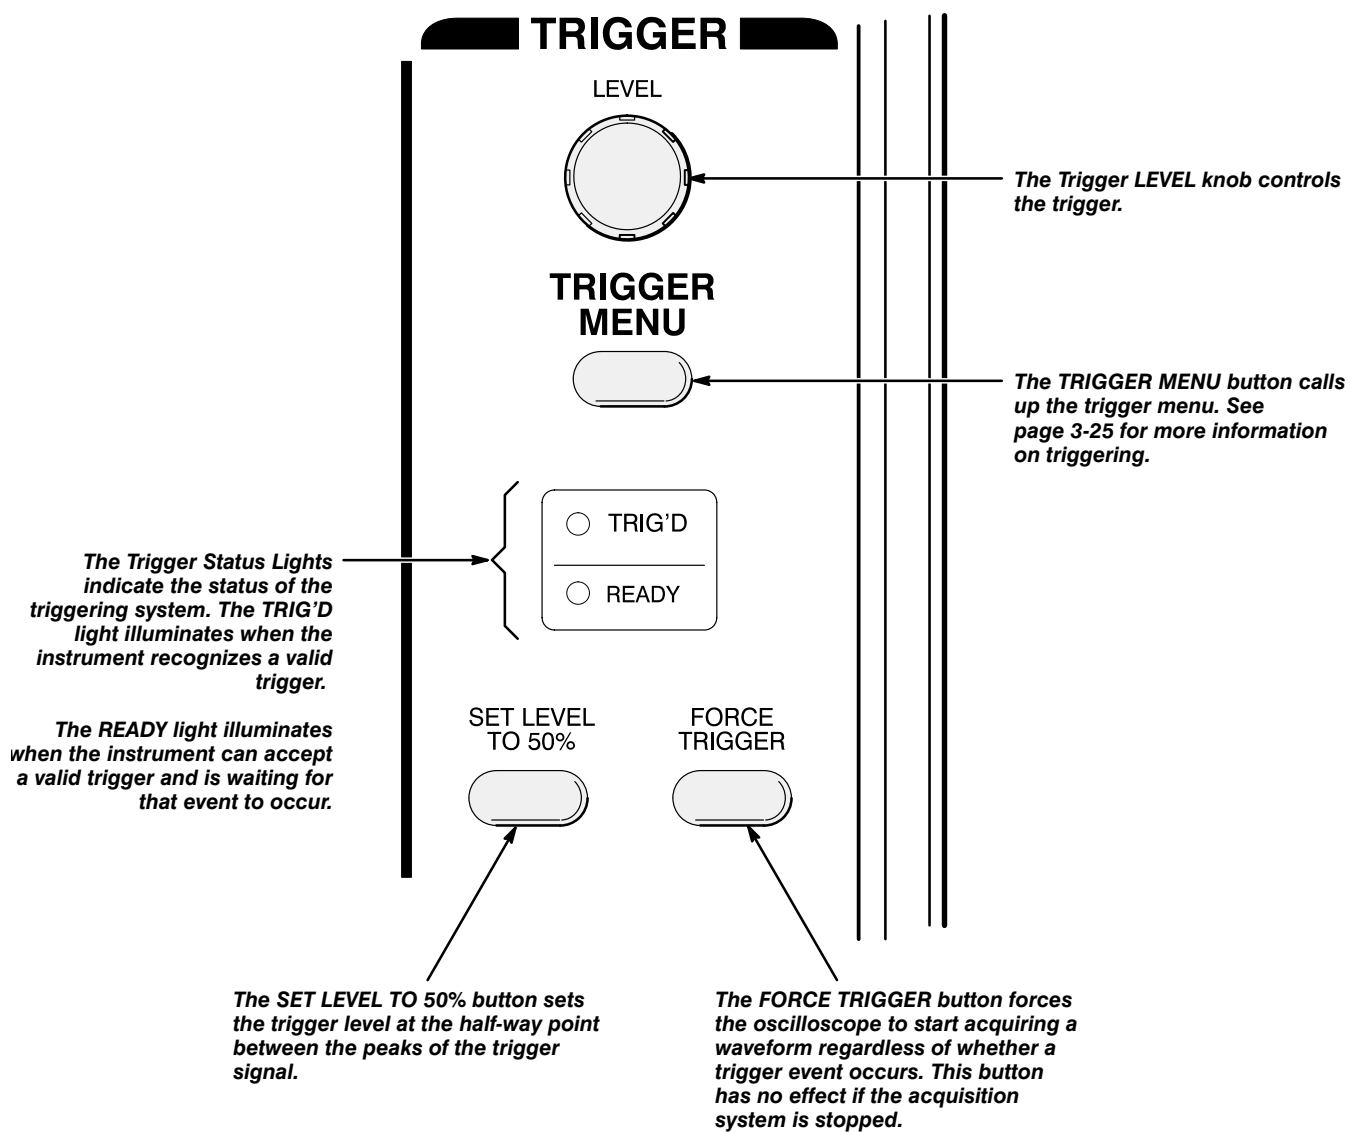 TRIGGER
LEVEL
The Trigger LEVEL knob controls
the trigger.
TRIGGER
MENU
The TRIGGER MENU button calls
up the trigger menu. See
page 3-25 for more information
on triggering.
TRIG’D
READY
The Trigger Status Lights
indicate the status of the
triggering system. The TRIG’D
light illuminates when the
instrument recognizes a valid
trigger.
The READY light illuminates
when the instrument can accept
a valid trigger and is waiting for
that event to occur.
SET LEVEL
TO 50%
FORCE
TRIGGER
The SET LEVEL TO 50% button sets
the trigger level at the half-way point
between the peaks of the trigger
signal.
The FORCE TRIGGER button forces
the oscilloscope to start acquiring a
waveform regardless of whether a
trigger event occurs. This button
has no effect if the acquisition
system is stopped.